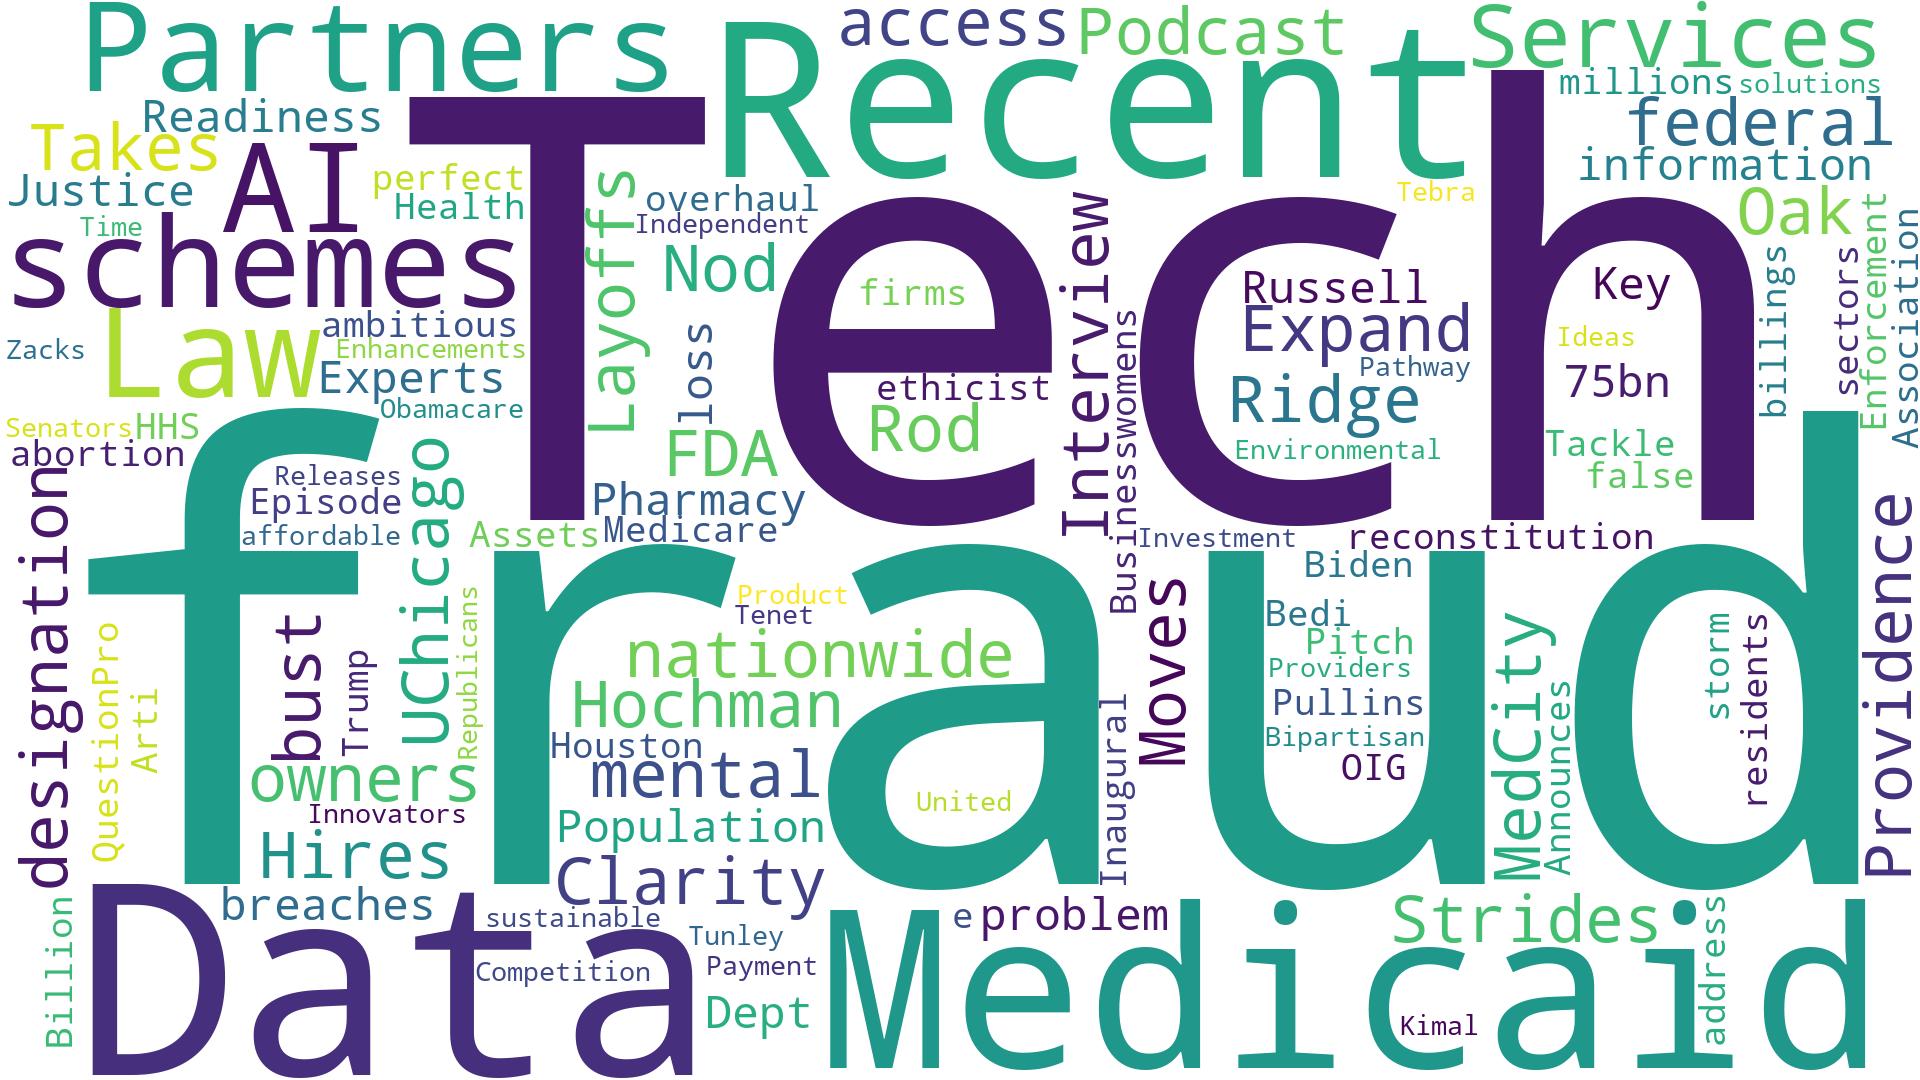 Partners
Recent
access
Podcast
Services
millions
solutions
Readiness
Takes
federal
information
Justice
AI
perfect
Health
Time
schemes
Tech
Layoffs
overhaul
Independent
Nod
firms
Interview
Tebra
Oak
Enforcement
Association
Russell
Key
billings
sectors
Law
ambitious
Enhancements
Zacks
Experts
Obamacare
loss
ethicist
Rod
Businesswomens
Expand
Pathway
Ridge
Environmental
Ideas
75bn
Tackle
false
Senators
HHS
abortion
FDA
Pharmacy
Medicare
Assets
Releases
Episode
affordable
UChicago
designation
fraud
Investment
reconstitution
Biden
Providence
Product
Tenet
nationwide
Hochman
Moves
Bedi
Pitch
Providers
Pullins
Bipartisan
OIG
MedCity
Announces
storm
residents
QuestionPro
Arti
bust
Trump
Republicans
owners
Innovators
Houston
mental
Population
United
Inaugural
Hires
Clarity
breaches
Billion
Data
sustainable
Competition
Tunley
Payment
Dept
e
problem
Medicaid
Strides
Kimal
address